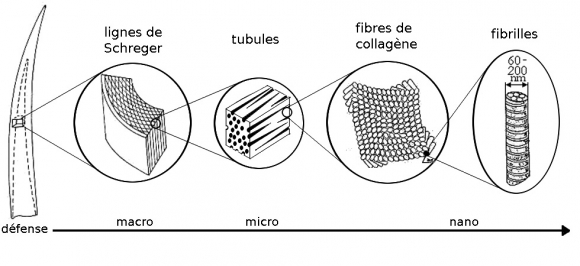 lignes de
Schreger
tubules
fibres de
collagène
fibrilles
60-
200
nm
défense
macro
micro
nano